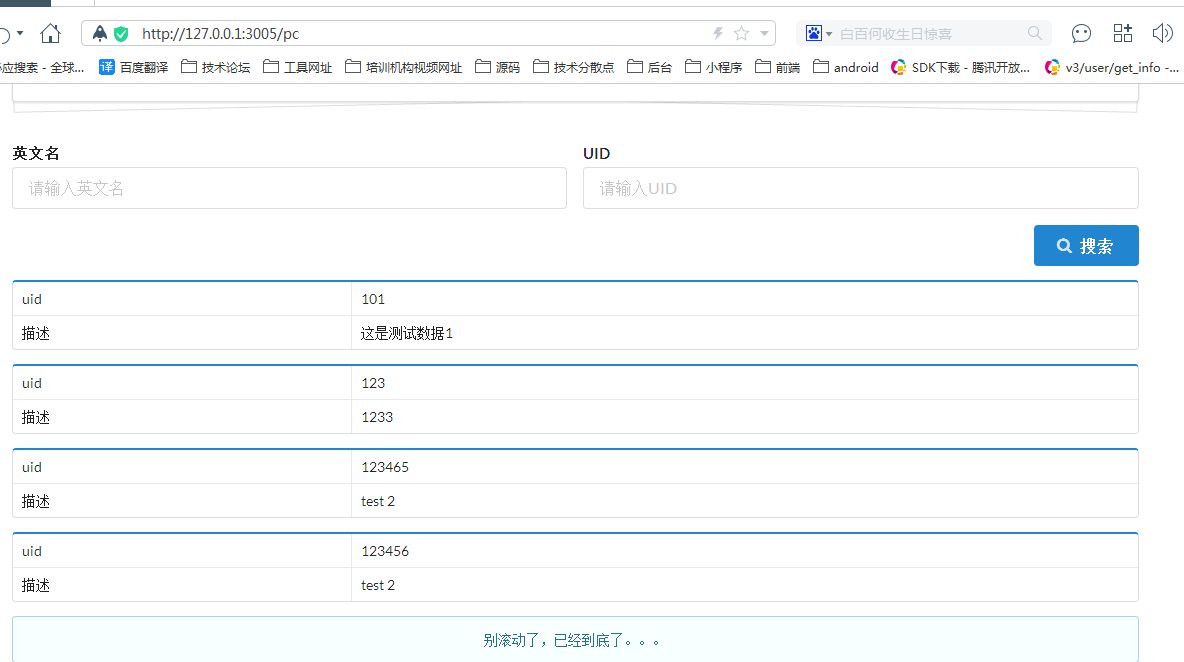 http://127.0.0.1:3005/pc
白百何收生日惊喜
应搜索 - 全球... 译 百度翻译 技术论坛 工具网址 培训机构视频网址 源码 技术分散点 后台 小程序 前端 android SDK下载 - 腾讯开放... v3/user/get_info -...
英文名 UID
请输入英文名 请输入UID
搜索
uid 101
描述 这是测试数据1
uid 123
描述 1233
uid 123465
描述 test 2
uid 123456
描述 test 2
别滚动了，已经到底了。。。